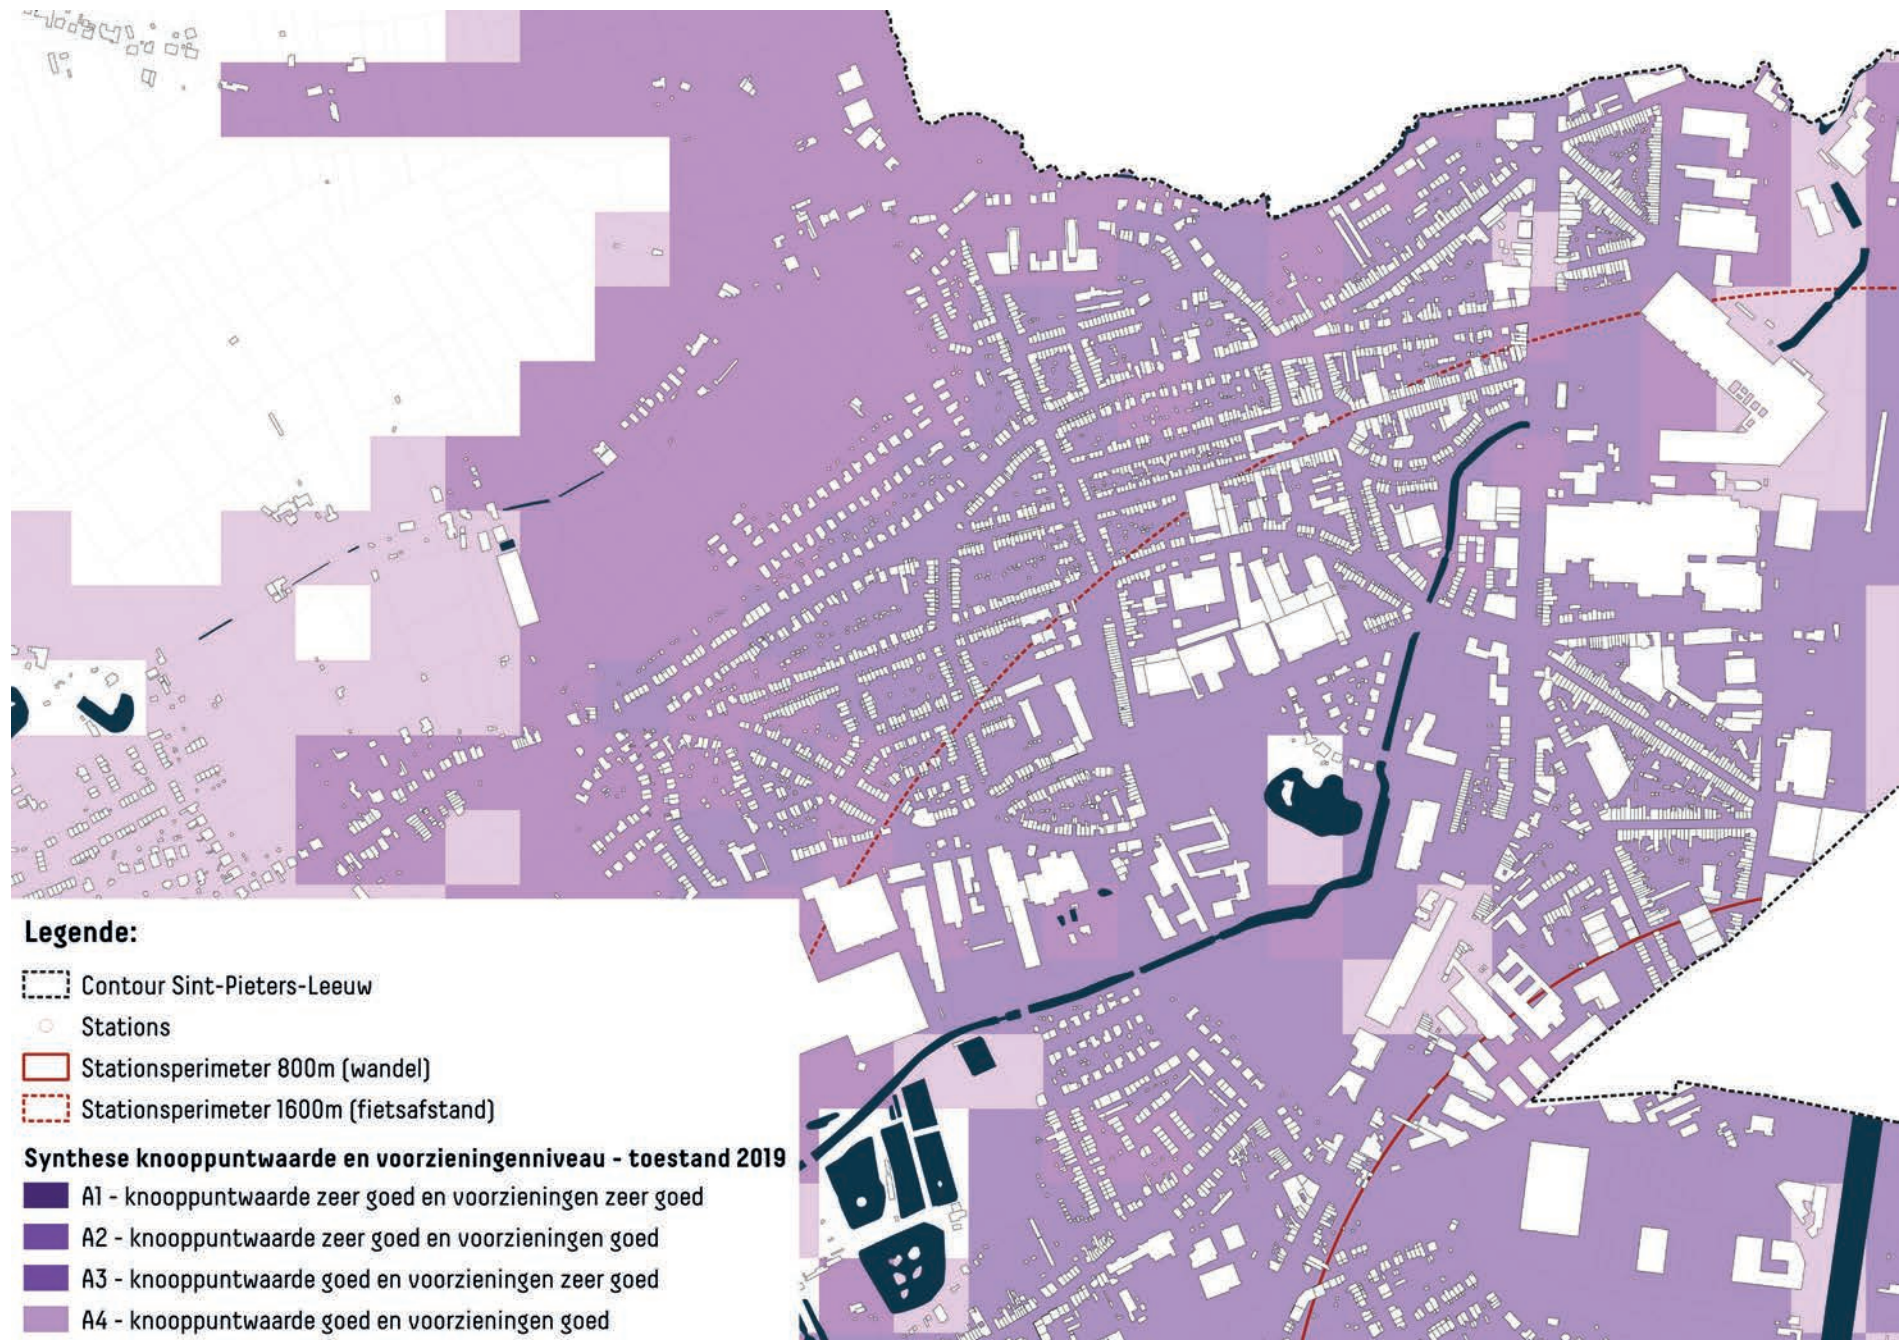 Legende:
Contour Sint-Pieters-Leeuw
Stations
Stationsperimeter 800m (wandel)
Stationsperimeter 1600m (fietsafstand)
Synthese knooppuntwaarde en voorzieningenniveau - toestand 2019
A1 - knooppuntwaarde zeer goed en voorzieningen zeer goed
A2 - knooppuntwaarde zeer goed en voorzieningen goed
A3 - knooppuntwaarde goed en voorzieningen zeer goed
A4 - knooppuntwaarde goed en voorzieningen goed